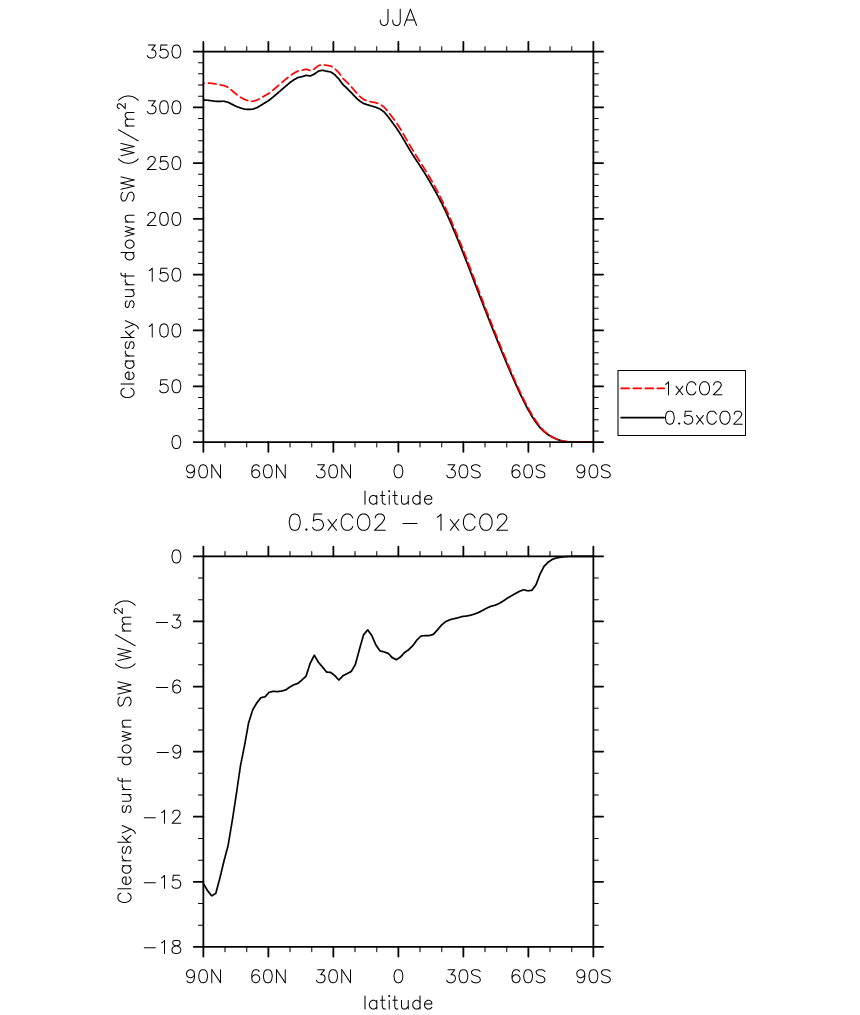 JJA
Clearsky surf down SW (W/m²)
350
300
250
200
150
100
50
0
90N 60N 30N 0 30S 60S 90S
latitude
1xCO2
0.5xCO2
0.5xCO2 − 1xCO2
Clearsky surf down SW (W/m²)
0
−3
−6
−9
−12
−15
−18
90N 60N 30N 0 30S 60S 90S
latitude